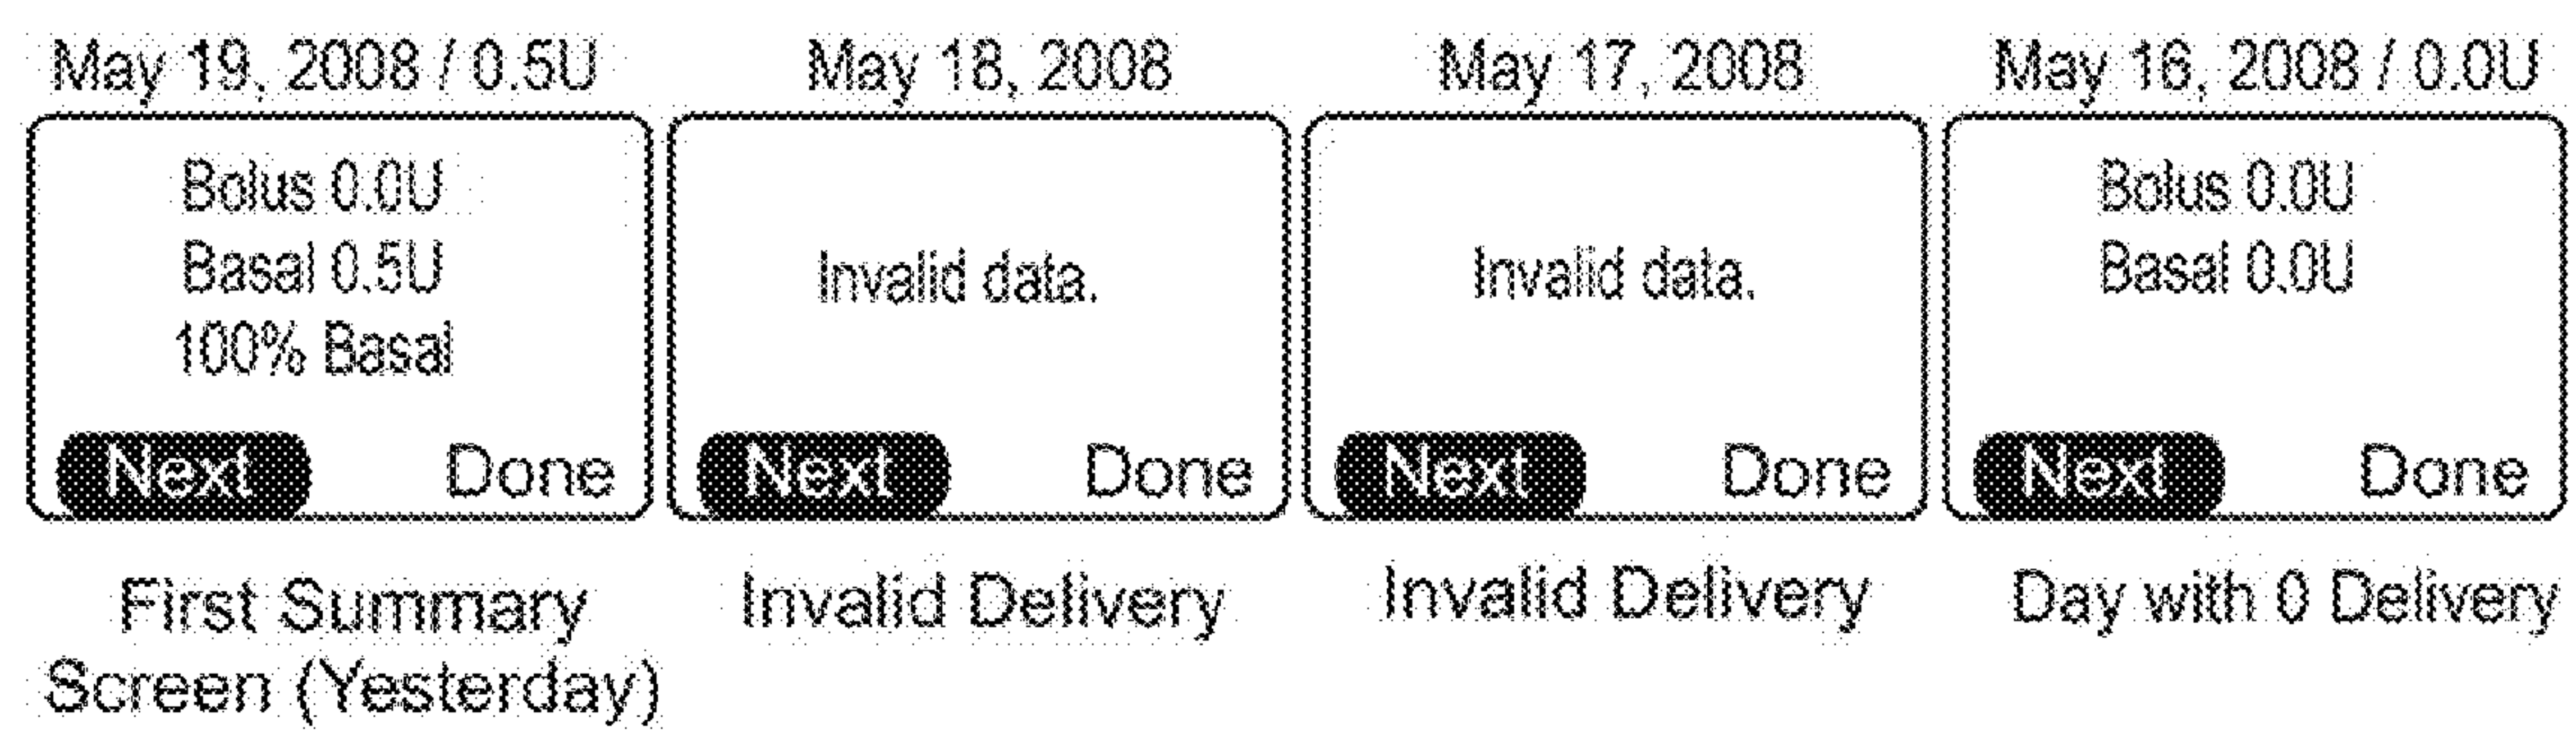 May 19, 2008 / 0.5U
Bolus 0.0U
Basal 0.5U
100% Basal
Next Done
First Summary
Screen (Yesterday)
May 18, 2008
Invalid data.
Next Done
Invalid Delivery
May 17, 2008
Invalid data.
Next Done
Invalid Delivery
May 16, 2008 / 0.0U
Bolus 0.0U
Basal 0.0U
Next Done
Day with 0 Delivery